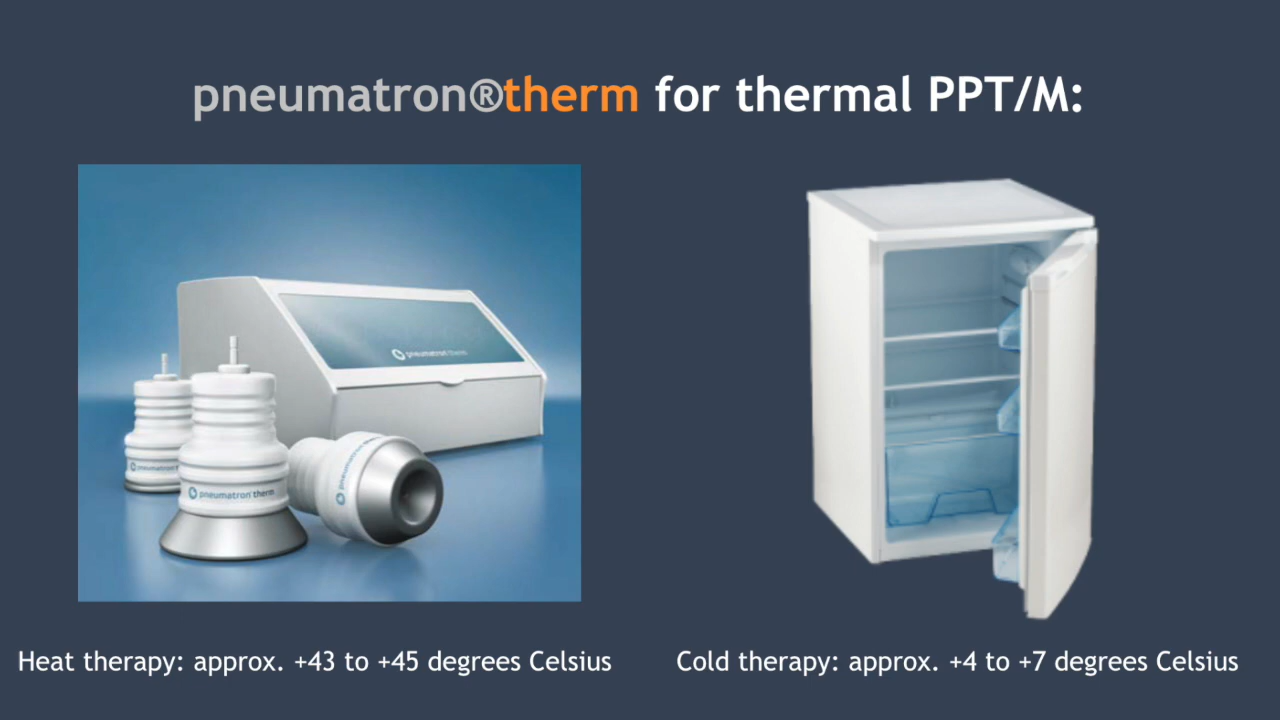 pneumatron®therm for thermal PPT/M:
pneumatron therm
pneumatron
pneumatron therm
pneumatron
Heat therapy: approx. +43 to +45 degrees Celsius
Cold therapy: approx. +4 to +7 degrees Celsius